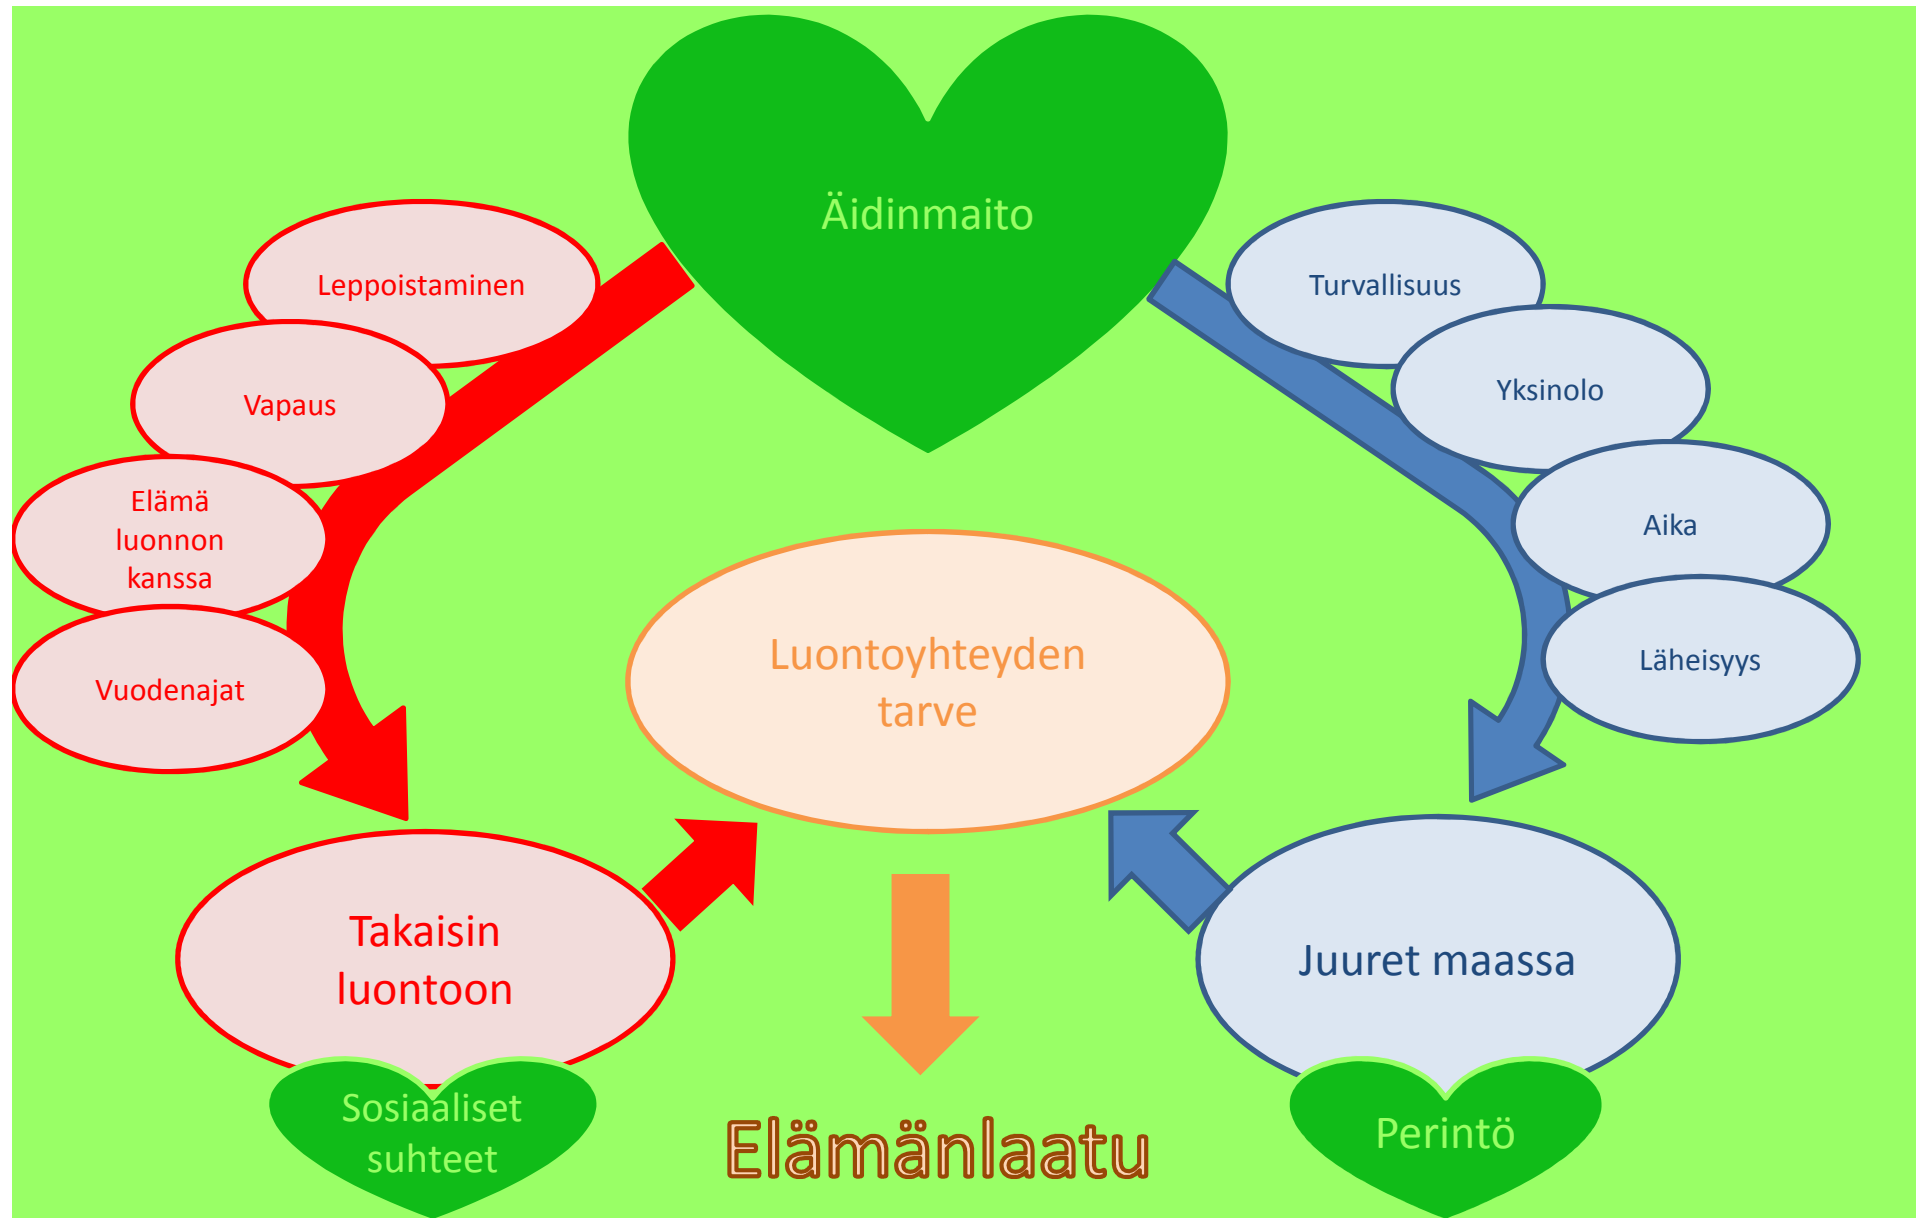 Äidinmaito
Leppoistaminen
Vapaus
Elämä
luonnon
kanssa
Vuodenajat
Turvallisuus
Yksinolo
Aika
Läheisyys
Luontoyhteyden
tarve
Takaisin
luontoon
Juuret maassa
Sosiaaliset
suhteet
Elämänlaatu
Perintö